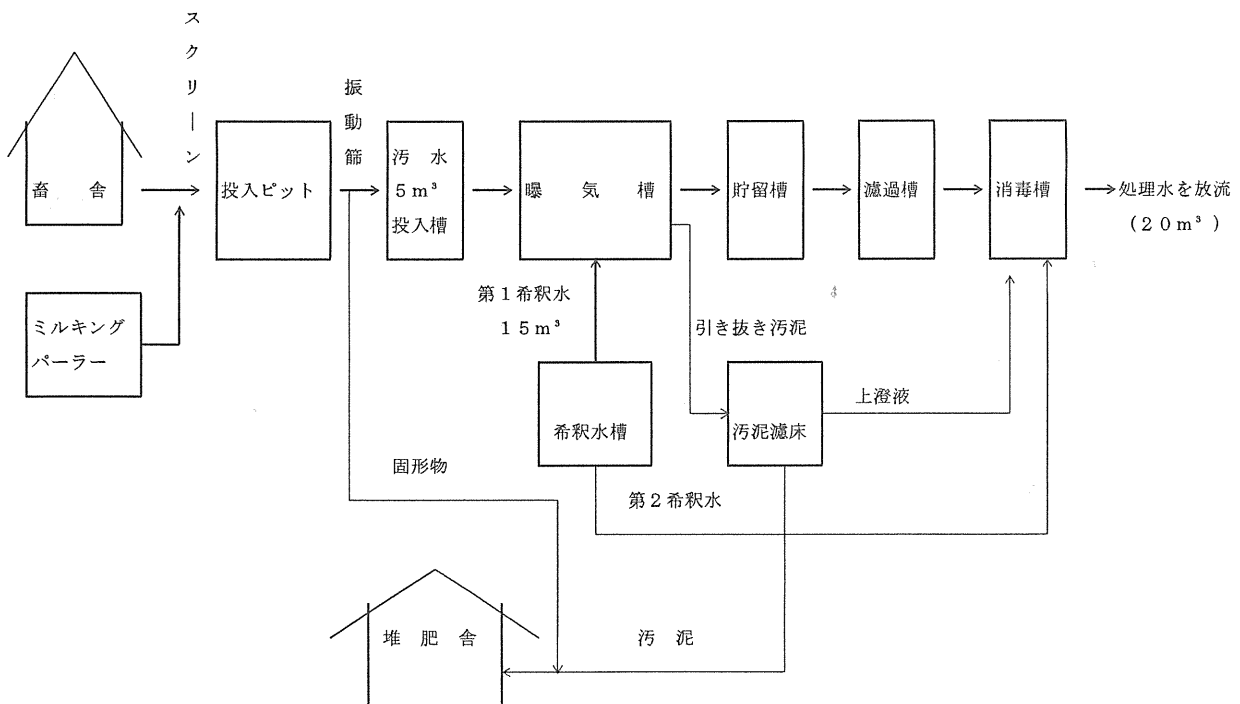 スクリーン
振動篩
畜　舎
投入ピット
汚　水
５ｍ³
投入槽
曝　気　槽
貯留槽
濾過槽
消毒槽
処理水を放流
（２０ｍ³）
ミルキング
パーラー
第１希釈水
１５ｍ³
引き抜き汚泥
希釈水槽
汚泥濾床
上澄液
固形物
第２希釈水
堆　肥　舎
汚　泥